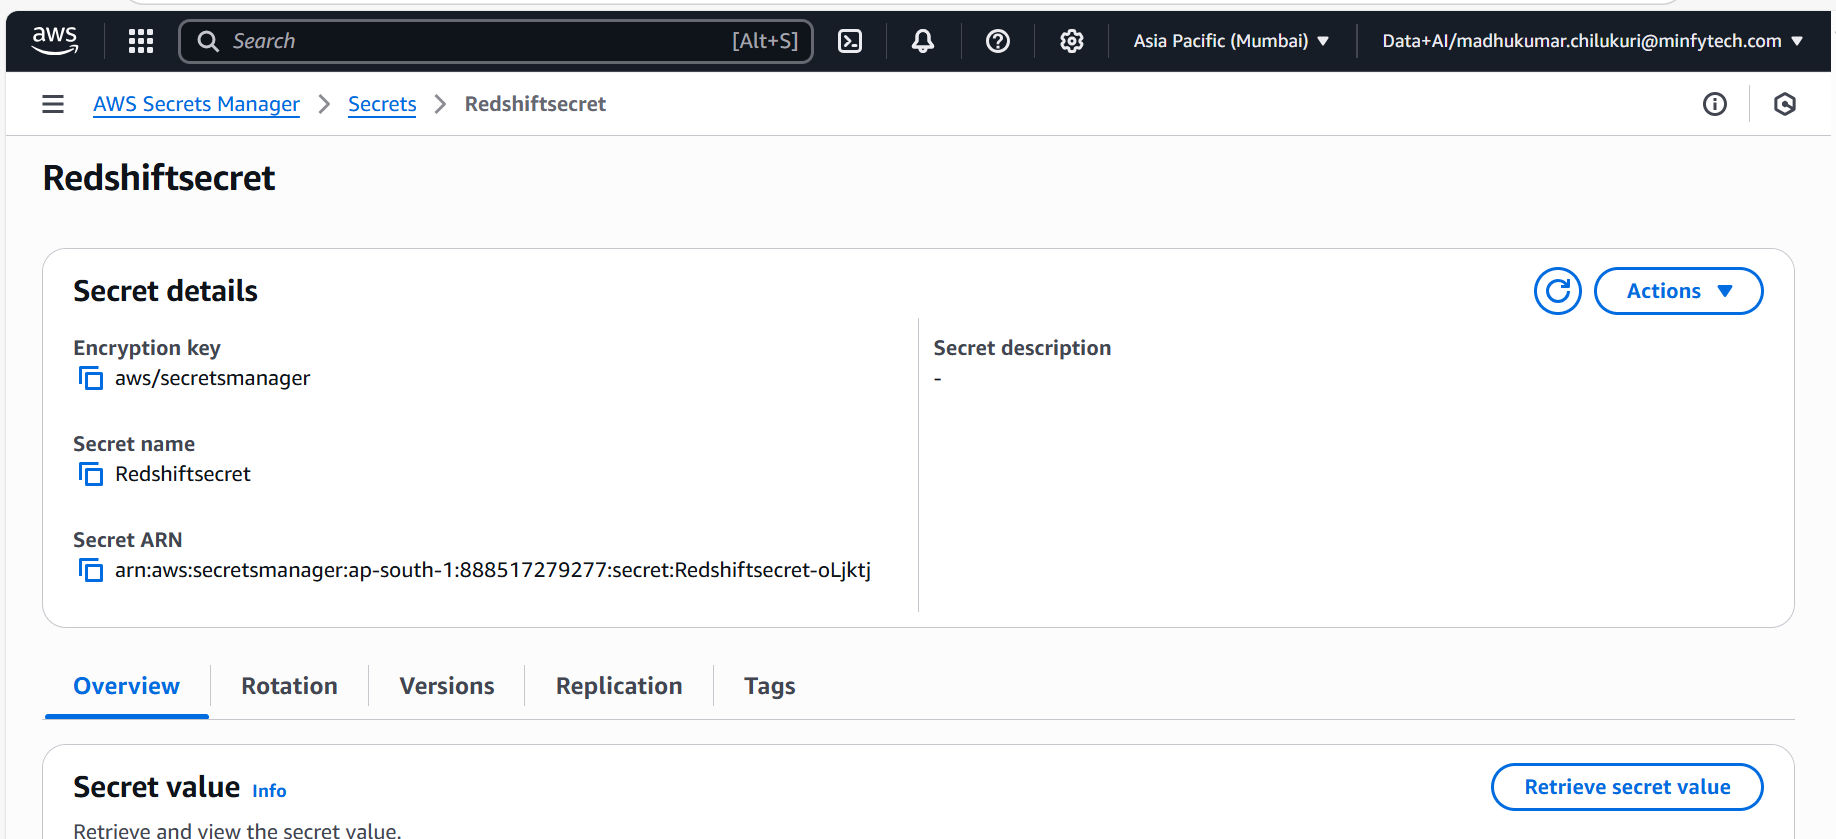 aws Search [Alt+S] Asia Pacific (Mumbai) Data+AI/madhukumar.chilukuri@minfytech.com
AWS Secrets Manager Secrets Redshiftsecret
Redshiftsecret
Secret details Actions
Encryption key
aws/secretsmanager
Secret name
Redshiftsecret
Secret ARN
arn:aws:secretsmanager:ap-south-1:888517279277:secret:Redshiftsecret-oLjktj
Secret description
-
Overview Rotation Versions Replication Tags
Secret value Info Retrieve secret value
Retrieve and view the secret value.